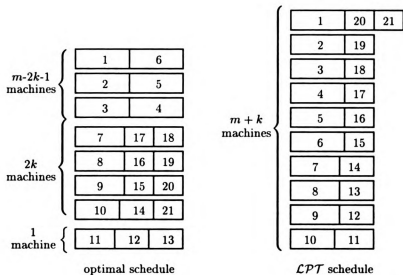 m-2k-1
machines
1 6
2 5
3 4
2k
machines
7 17 18
8 16 19
9 15 20
10 14 21
1
machine
11 12 13
optimal schedule
m + k
machines
1 20 21
2 19
3 18
4 17
5 16
6 15
7 14
8 13
9 12
10 11
LPT schedule